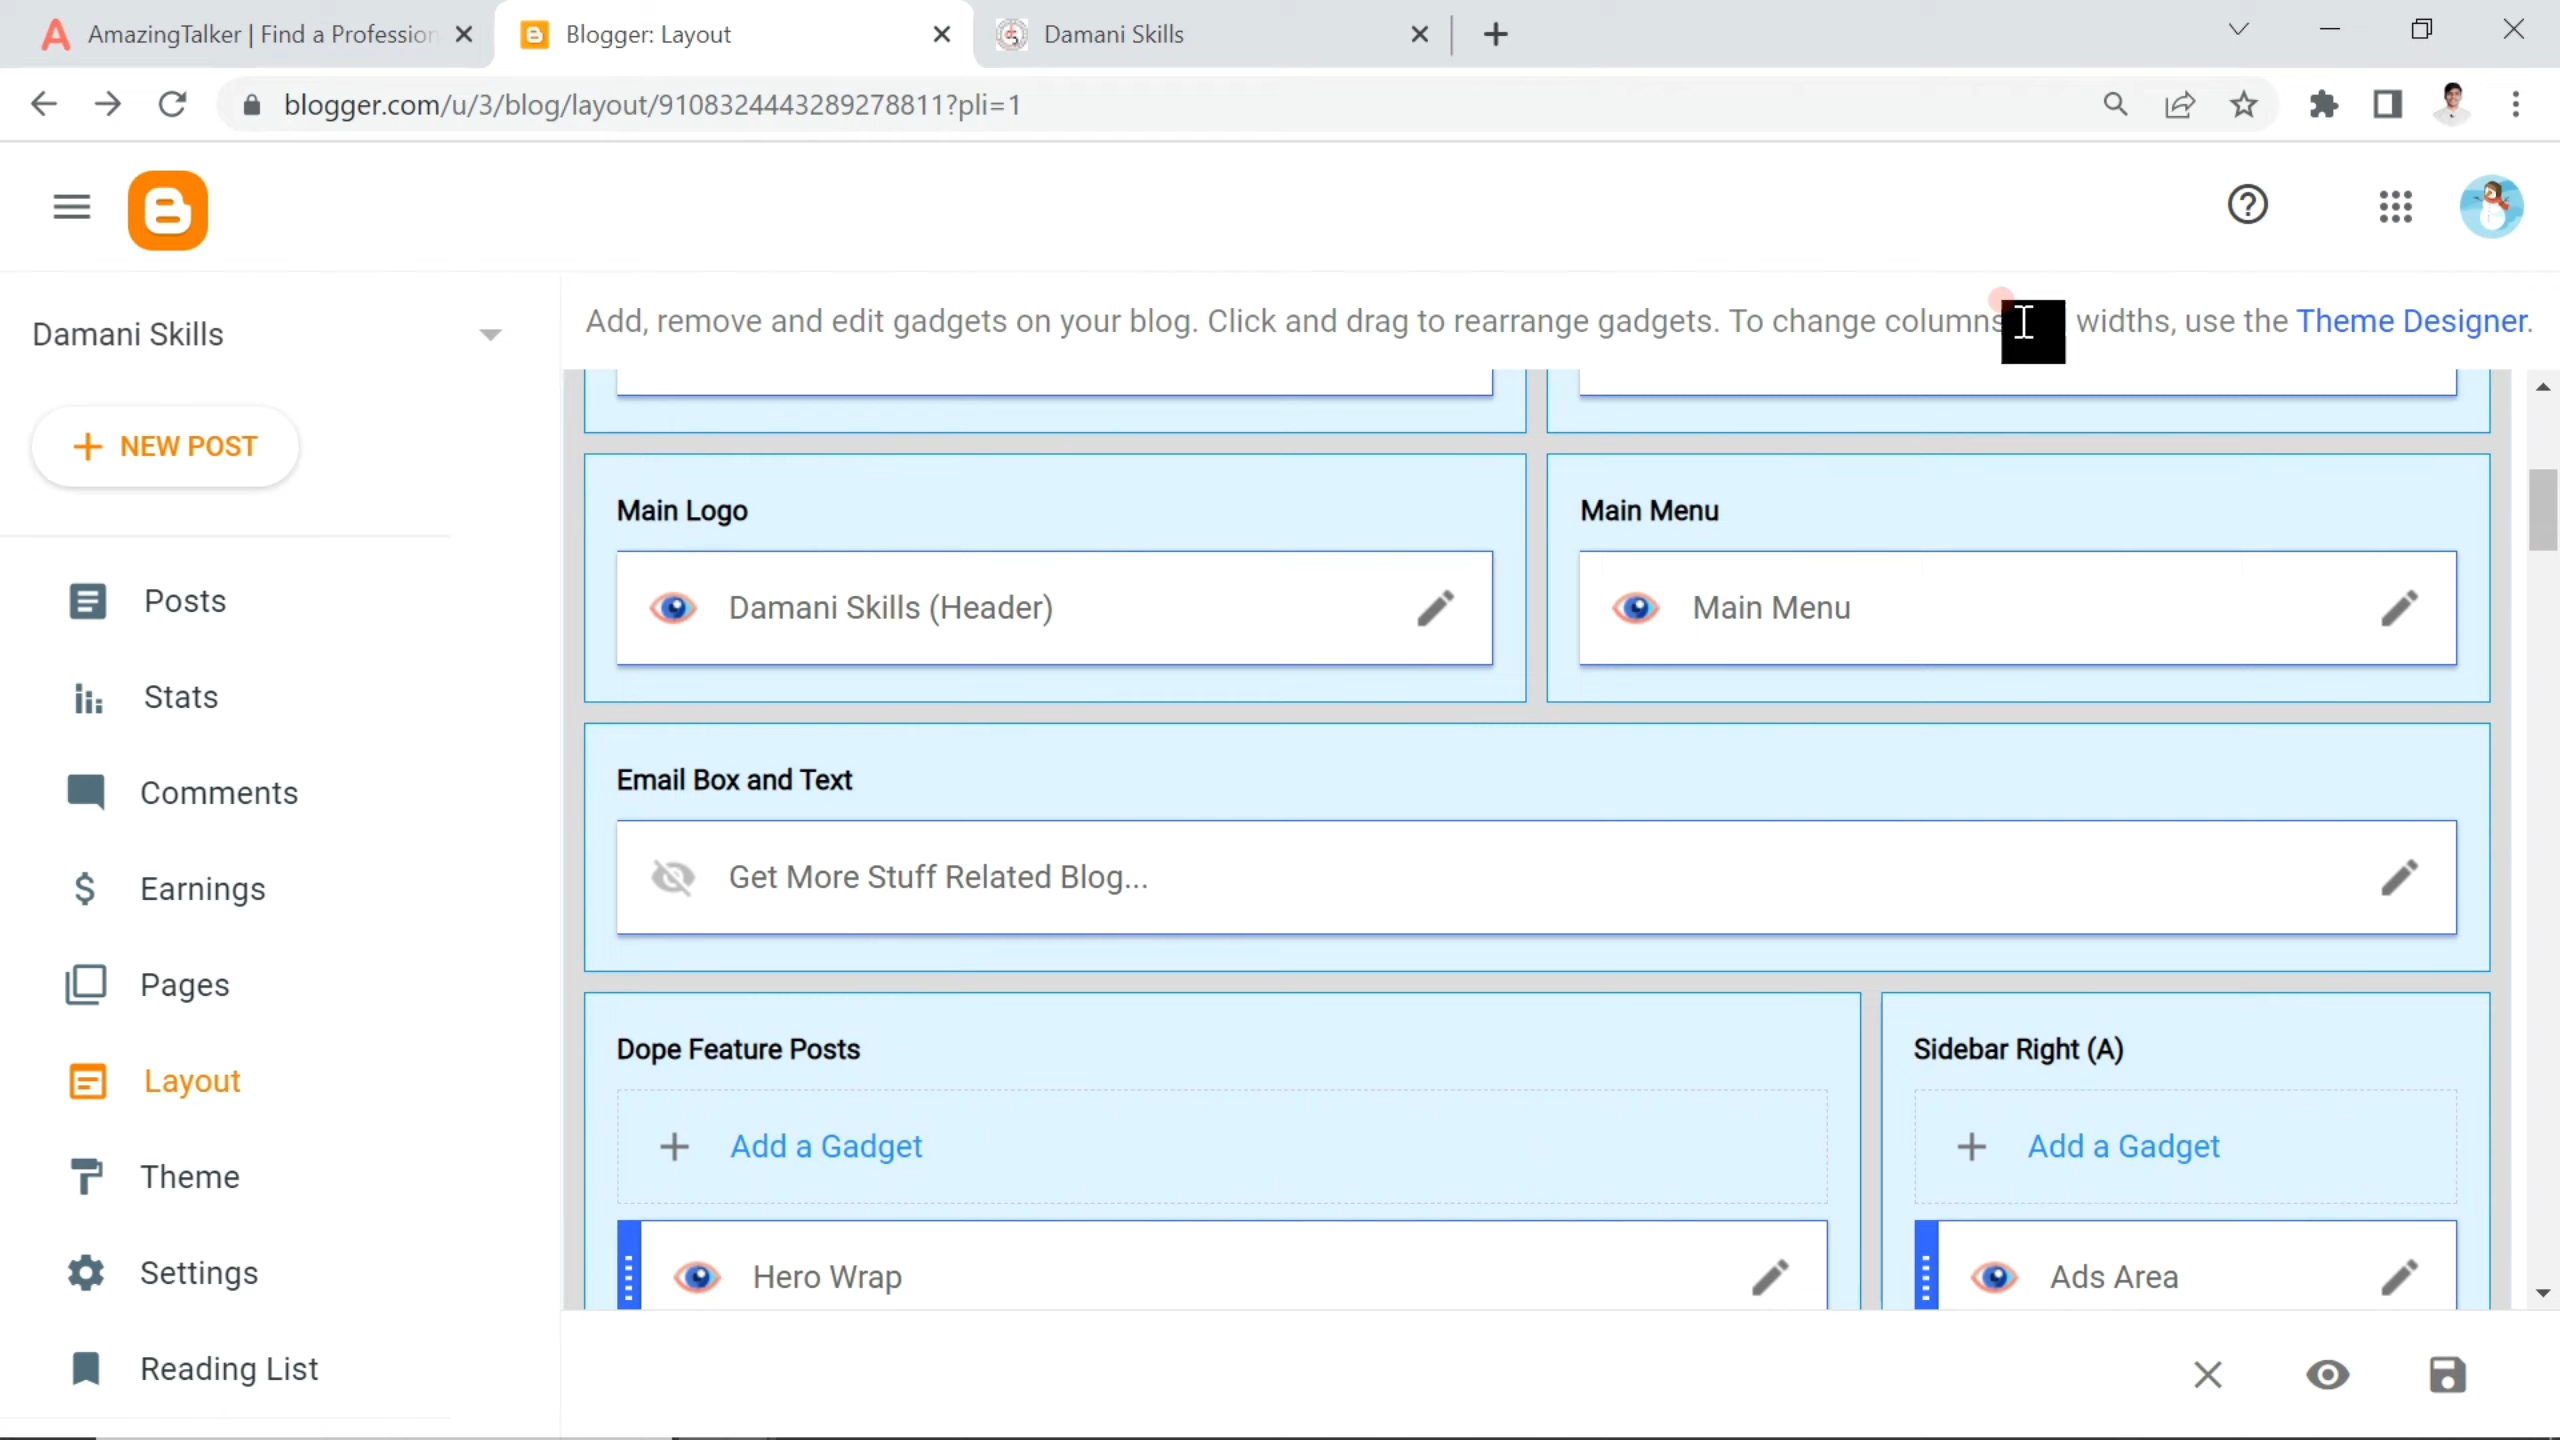 AmazingTalker | Find a Profession
Blogger: Layout
Damani Skills
blogger.com/u/3/blog/layout/9108324443289278811?pli=1
Damani Skills
Add, remove and edit gadgets on your blog. Click and drag to rearrange gadgets. To change columns widths, use the Theme Designer.
NEW POST
Posts
Stats
Comments
Earnings
Pages
Layout
Theme
Settings
Reading List
Main Logo
Damani Skills (Header)
Main Menu
Main Menu
Email Box and Text
Get More Stuff Related Blog...
Dope Feature Posts
Add a Gadget
Hero Wrap
Sidebar Right (A)
Add a Gadget
Ads Area